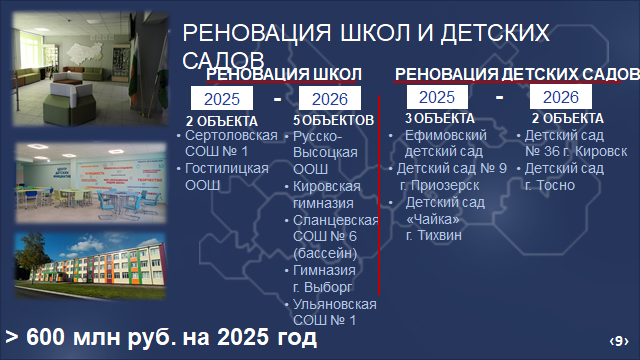 РЕНОВАЦИЯ ШКОЛ И ДЕТСКИХ
САДОВ
РЕНОВАЦИЯ ШКОЛ
2025 - 2026
2 ОБЪЕКТА
• Сертоловская
СОШ № 1
• Гостилицкая
ООШ
5 ОБЪЕКТОВ
• Русско-
Высоцкая
ООШ
• Кировская
гимназия
• Сланцевская
СОШ № 6
(бассейн)
• Гимназия
г. Выборг
• Ульяновская
СОШ № 1
РЕНОВАЦИЯ ДЕТСКИХ САДОВ
2025 - 2026
3 ОБЪЕКТА
• Ефимовский
детский сад
• Детский сад № 9
г. Приозерск
• Детский сад
«Чайка»
г. Тихвин
2 ОБЪЕКТА
• Детский сад
№ 36 г. Кировск
• Детский сад
г. Тосно
> 600 млн руб. на 2025 год
‹9›